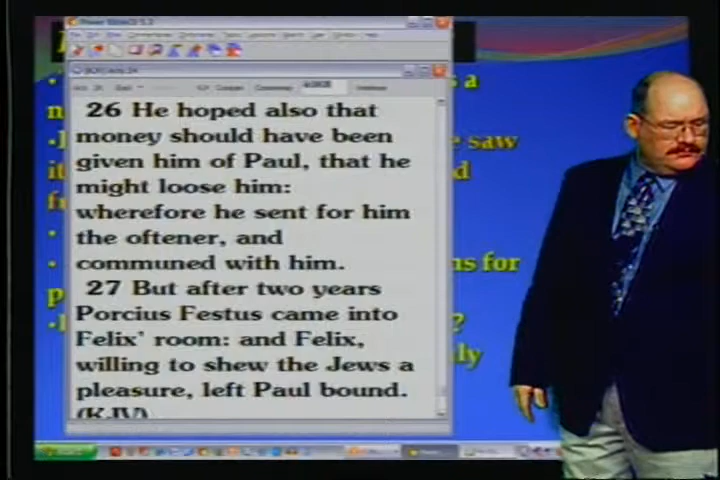 26 He hoped also that
money should have been
given him of Paul, that he
might loose him:
wherefore he sent for him
the oftener, and
communed with him.
27 But after two years
Porcius Festus came into
Felix' room: and Felix,
willing to shew the Jews a
pleasure, left Paul bound.
(KJV)
s a
e saw
d
ns for
?
ly